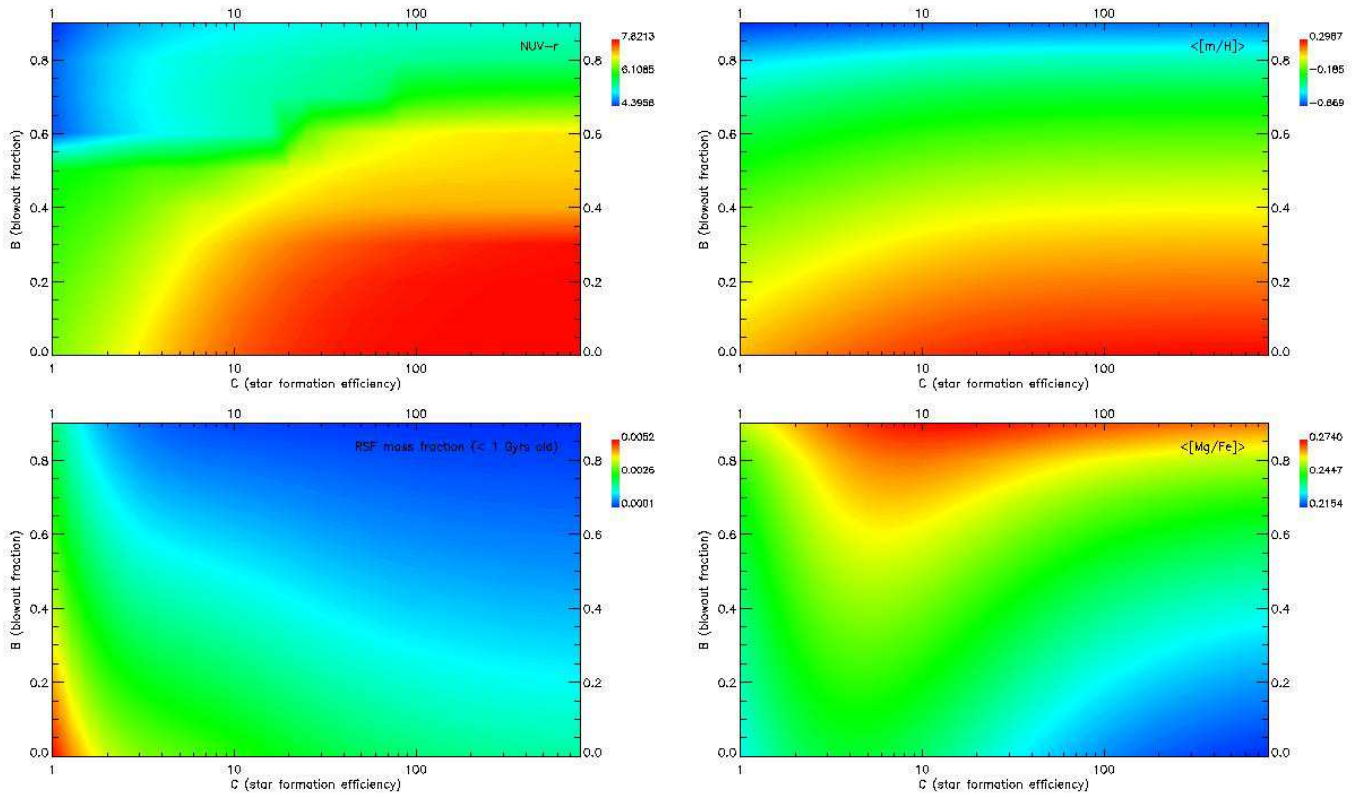 1 10 100
NUV-r
7.8213
6.1085
4.3958
0.8 0.8
0.6 0.6
0.4 0.4
0.2 0.2
0.0 0.0
B (blowout fraction)
1 10 100
C (star formation efficiency)
1 10 100
<[m/H]>
0.2987
-0.185
-0.669
0.8 0.8
0.6 0.6
0.4 0.4
0.2 0.2
0.0 0.0
B (blowout fraction)
1 10 100
C (star formation efficiency)
1 10 100
RSF mass fraction (< 1 Gyrs old)
0.0052
0.0026
0.0001
0.8 0.8
0.6 0.6
0.4 0.4
0.2 0.2
0.0 0.0
B (blowout fraction)
1 10 100
C (star formation efficiency)
1 10 100
<[Mg/Fe]>
0.2740
0.2447
0.2154
0.8 0.8
0.6 0.6
0.4 0.4
0.2 0.2
0.0 0.0
B (blowout fraction)
1 10 100
C (star formation efficiency)